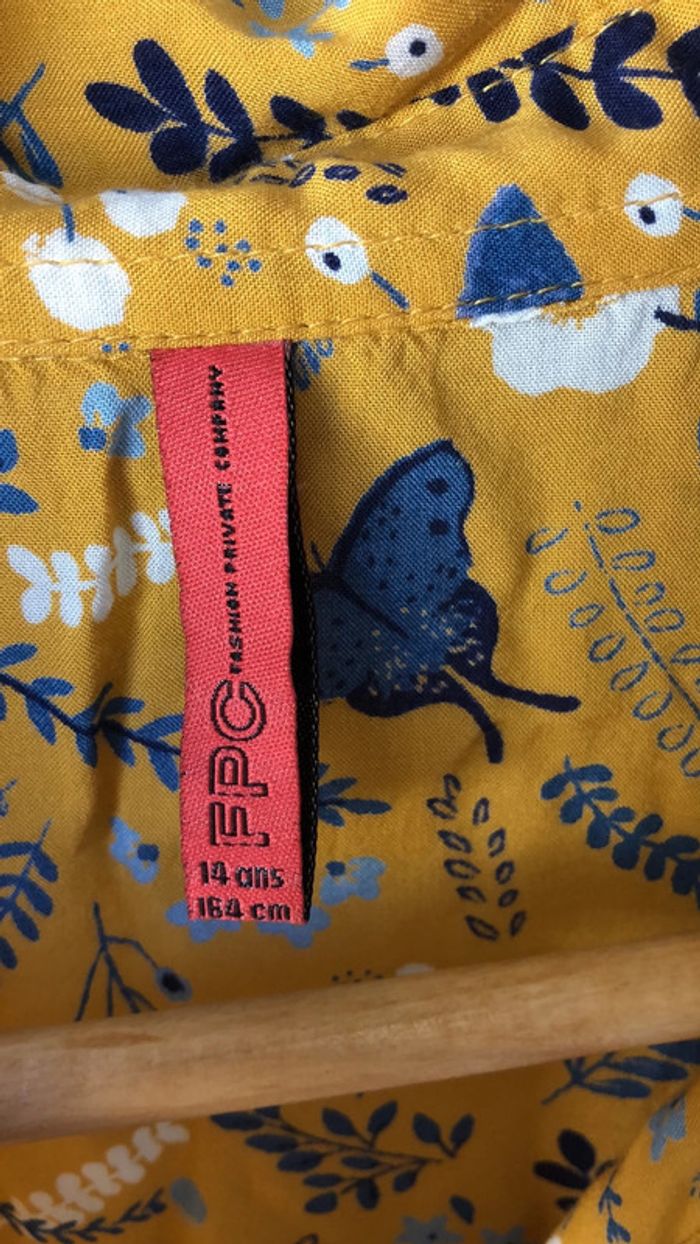 FPC FASHION PRIVATE COMPANY
14 ans
164 cm